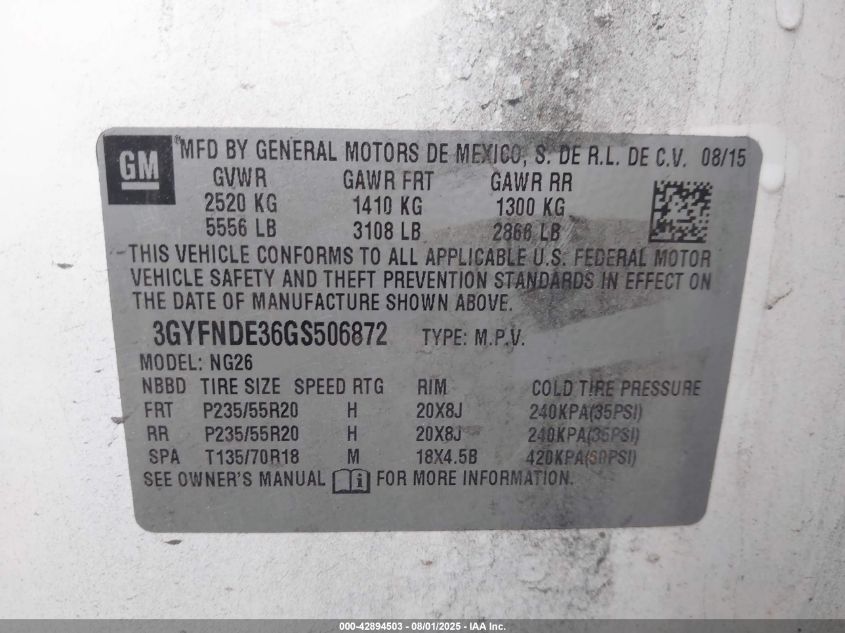 GM
MFD BY GENERAL MOTORS DE MEXICO, S. DE R.L. DE C.V. 08/15
GVWR GAWR FRT GAWR RR
2520 KG 1410 KG 1300 KG
5556 LB 3108 LB 2866 LB
THIS VEHICLE CONFORMS TO ALL APPLICABLE U.S. FEDERAL MOTOR
VEHICLE SAFETY AND THEFT PREVENTION STANDARDS IN EFFECT ON
THE DATE OF MANUFACTURE SHOWN ABOVE.
3GYFNDE36GS506872 TYPE: M.P.V.
MODEL: NG26
NBBD TIRE SIZE SPEED RTG RIM COLD TIRE PRESSURE
FRT P235/55R20 H 20X8J 240KPA(35PSI)
RR P235/55R20 H 20X8J 240KPA(35PSI)
SPA T135/70R18 M 18X4.5B 420KPA(60PSI)
SEE OWNER'S MANUAL i FOR MORE INFORMATION.
000-42894503 - 08/01/2025 - IAA Inc.